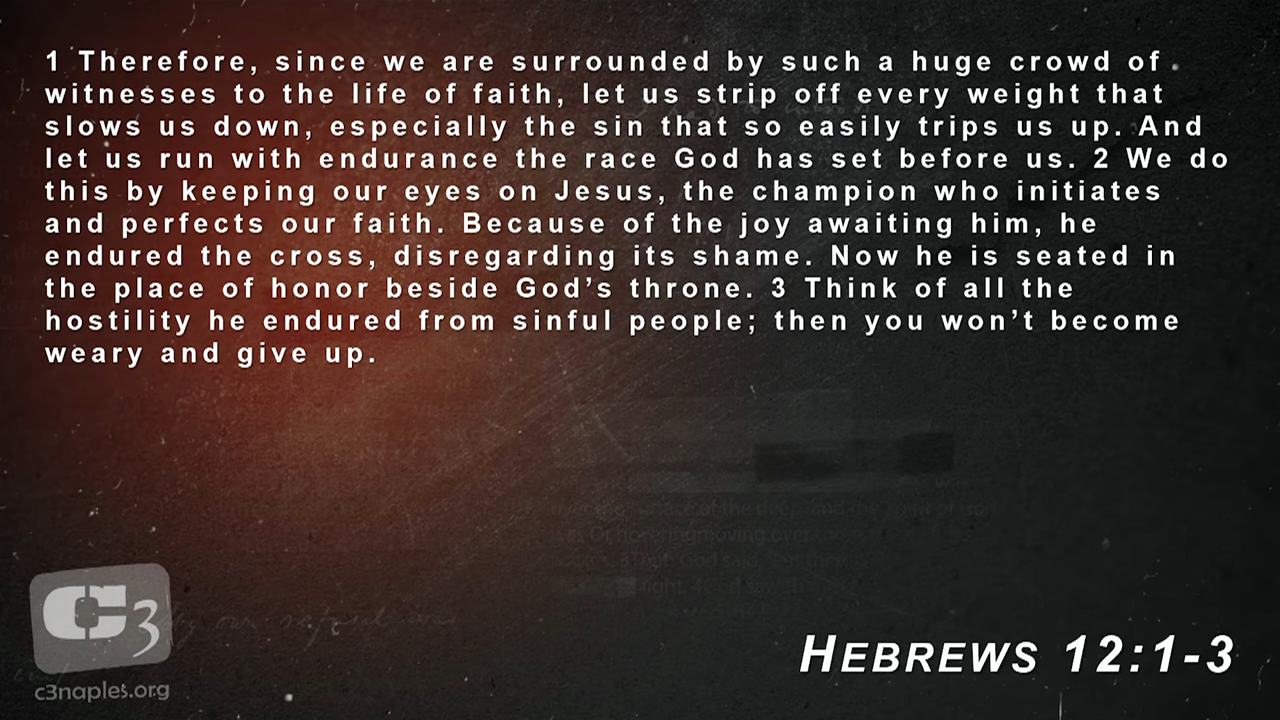 1 Therefore, since we are surrounded by such a huge crowd of
witnesses to the life of faith, let us strip off every weight that
slows us down, especially the sin that so easily trips us up. And
let us run with endurance the race God has set before us. 2 We do
this by keeping our eyes on Jesus, the champion who initiates
and perfects our faith. Because of the joy awaiting him, he
endured the cross, disregarding its shame. Now he is seated in
the place of honor beside God’s throne. 3 Think of all the
hostility he endured from sinful people; then you won’t become
weary and give up.
C3
c3naples.org
HEBREWS 12:1-3